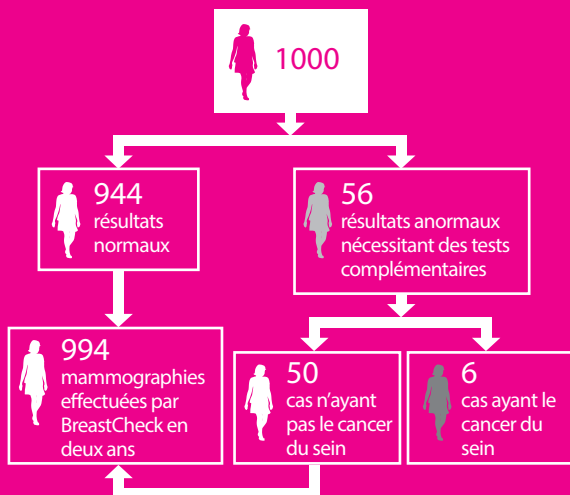 1000
944
résultats
normaux
56
résultats anormaux
nécessitant des tests
complémentaires
994
mammographies
effectuées par
BreastCheck en
deux ans
50
cas n'ayant
pas le cancer
du sein
6
cas ayant le
cancer du
sein